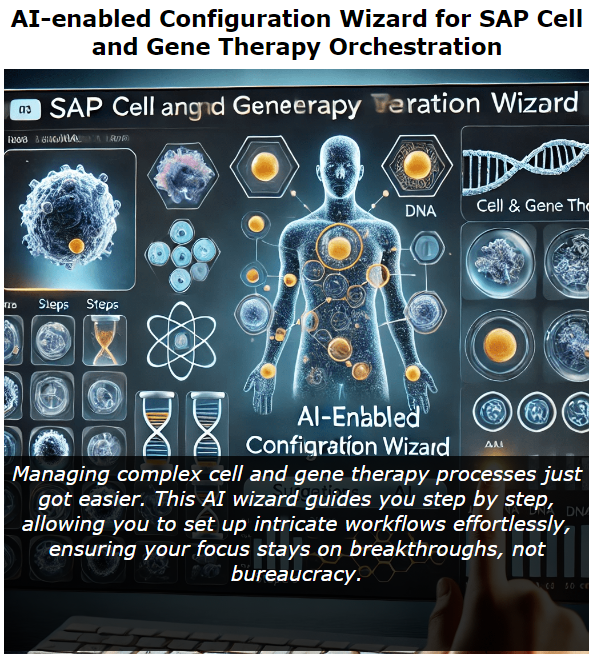 AI-enabled Configuration Wizard for SAP Cell
and Gene Therapy Orchestration
SAP Cell angnd Geneerapy Teration Wizard
DNA
Cell & Gene Tho
Steps Steps
AI-Enabled
Configration Wizard
Managing complex cell and gene therapy processes just
got easier. This AI wizard guides you step by step,
allowing you to set up intricate workflows effortlessly,
ensuring your focus stays on breakthroughs, not
bureaucracy.
DNA DNA